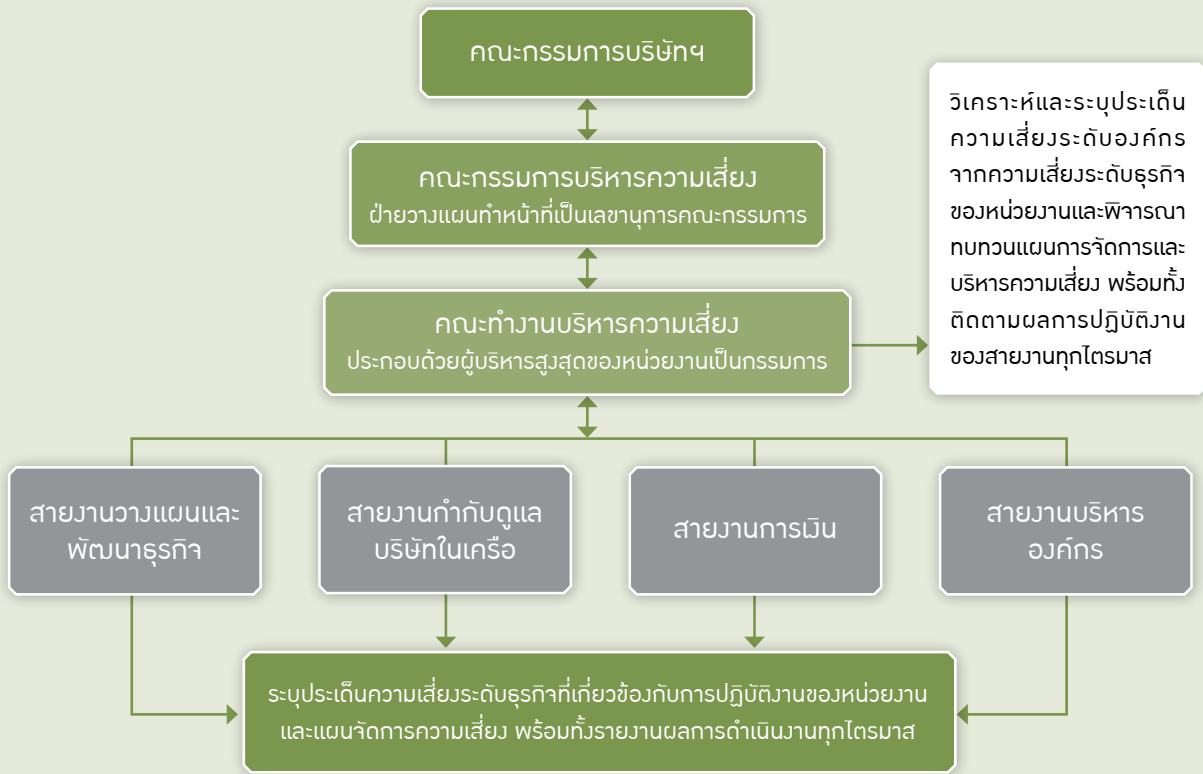 คณะกรรมการบริษัทฯ
คณะกรรมการบริหารความเสี่ยง
ฝ่ายวางแผนทำหน้าที่เป็นเลขานุการคณะกรรมการ
คณะทำงานบริหารความเสี่ยง
ประกอบด้วยผู้บริหารสูงสุดของหน่วยงานเป็นกรรมการ
วิเคราะห์และระบุประเด็น
ความเสี่ยงระดับองค์กร
จากความเสี่ยงระดับธุรกิจ
ของหน่วยงานและพิจารณา
ทบทวนแผนการจัดการและ
บริหารความเสี่ยง พร้อมทั้ง
ติดตามผลการปฏิบัติงาน
ของสายงานทุกไตรมาส
สายงานวางแผนและ
พัฒนาธุรกิจ
สายงานกำกับดูแล
บริษัทในเครือ
สายงานการเงิน
สายงานบริหาร
องค์กร
ระบุประเด็นความเสี่ยงระดับธุรกิจที่เกี่ยวข้องกับการปฏิบัติงานของหน่วยงาน
และแผนจัดการความเสี่ยง พร้อมทั้งรายงานผลการดำเนินงานทุกไตรมาส